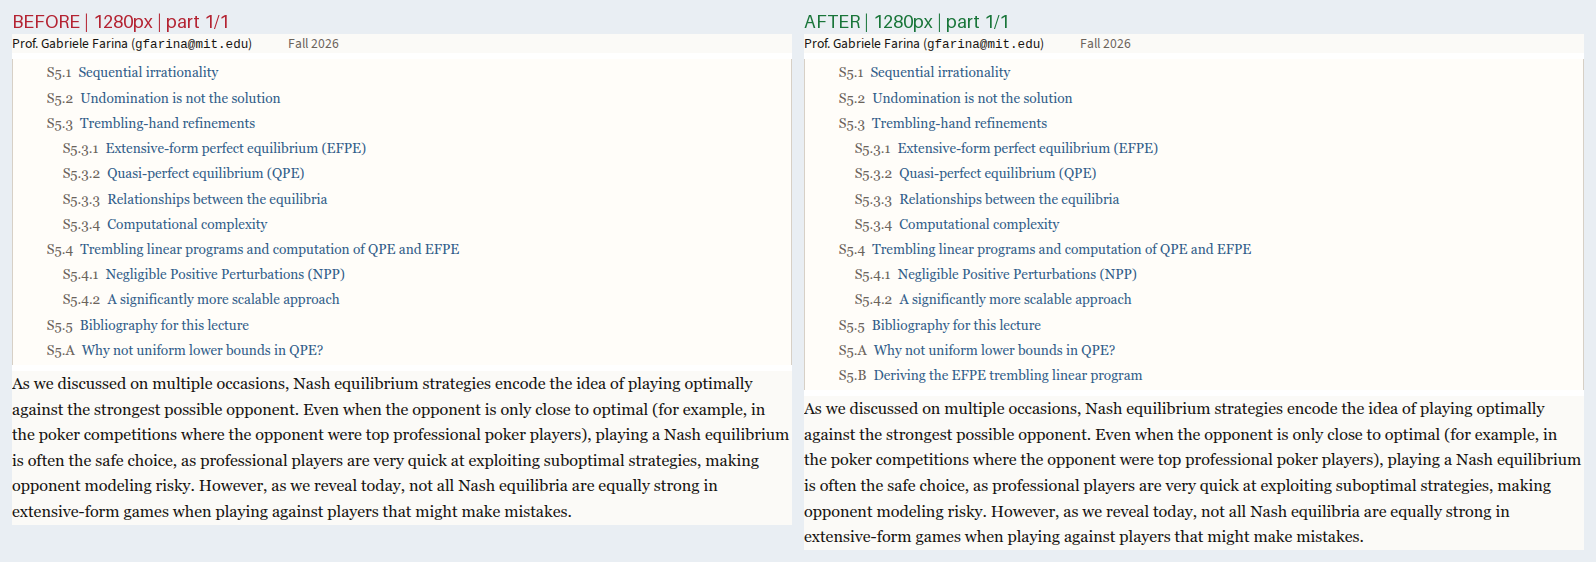 BEFORE | 1280px | part 1/1
Prof. Gabriele Farina (gfarina@mit.edu) Fall 2026
S5.1 Sequential irrationality
S5.2 Undomination is not the solution
S5.3 Trembling-hand refinements
S5.3.1 Extensive-form perfect equilibrium (EFPE)
S5.3.2 Quasi-perfect equilibrium (QPE)
S5.3.3 Relationships between the equilibria
S5.3.4 Computational complexity
S5.4 Trembling linear programs and computation of QPE and EFPE
S5.4.1 Negligible Positive Perturbations (NPP)
S5.4.2 A significantly more scalable approach
S5.5 Bibliography for this lecture
S5.A Why not uniform lower bounds in QPE?
As we discussed on multiple occasions, Nash equilibrium strategies encode the idea of playing optimally
against the strongest possible opponent. Even when the opponent is only close to optimal (for example, in
the poker competitions where the opponent were top professional poker players), playing a Nash equilibrium
is often the safe choice, as professional players are very quick at exploiting suboptimal strategies, making
opponent modeling risky. However, as we reveal today, not all Nash equilibria are equally strong in
extensive-form games when playing against players that might make mistakes.
AFTER | 1280px | part 1/1
Prof. Gabriele Farina (gfarina@mit.edu) Fall 2026
S5.1 Sequential irrationality
S5.2 Undomination is not the solution
S5.3 Trembling-hand refinements
S5.3.1 Extensive-form perfect equilibrium (EFPE)
S5.3.2 Quasi-perfect equilibrium (QPE)
S5.3.3 Relationships between the equilibria
S5.3.4 Computational complexity
S5.4 Trembling linear programs and computation of QPE and EFPE
S5.4.1 Negligible Positive Perturbations (NPP)
S5.4.2 A significantly more scalable approach
S5.5 Bibliography for this lecture
S5.A Why not uniform lower bounds in QPE?
S5.B Deriving the EFPE trembling linear program
As we discussed on multiple occasions, Nash equilibrium strategies encode the idea of playing optimally
against the strongest possible opponent. Even when the opponent is only close to optimal (for example, in
the poker competitions where the opponent were top professional poker players), playing a Nash equilibrium
is often the safe choice, as professional players are very quick at exploiting suboptimal strategies, making
opponent modeling risky. However, as we reveal today, not all Nash equilibria are equally strong in
extensive-form games when playing against players that might make mistakes.